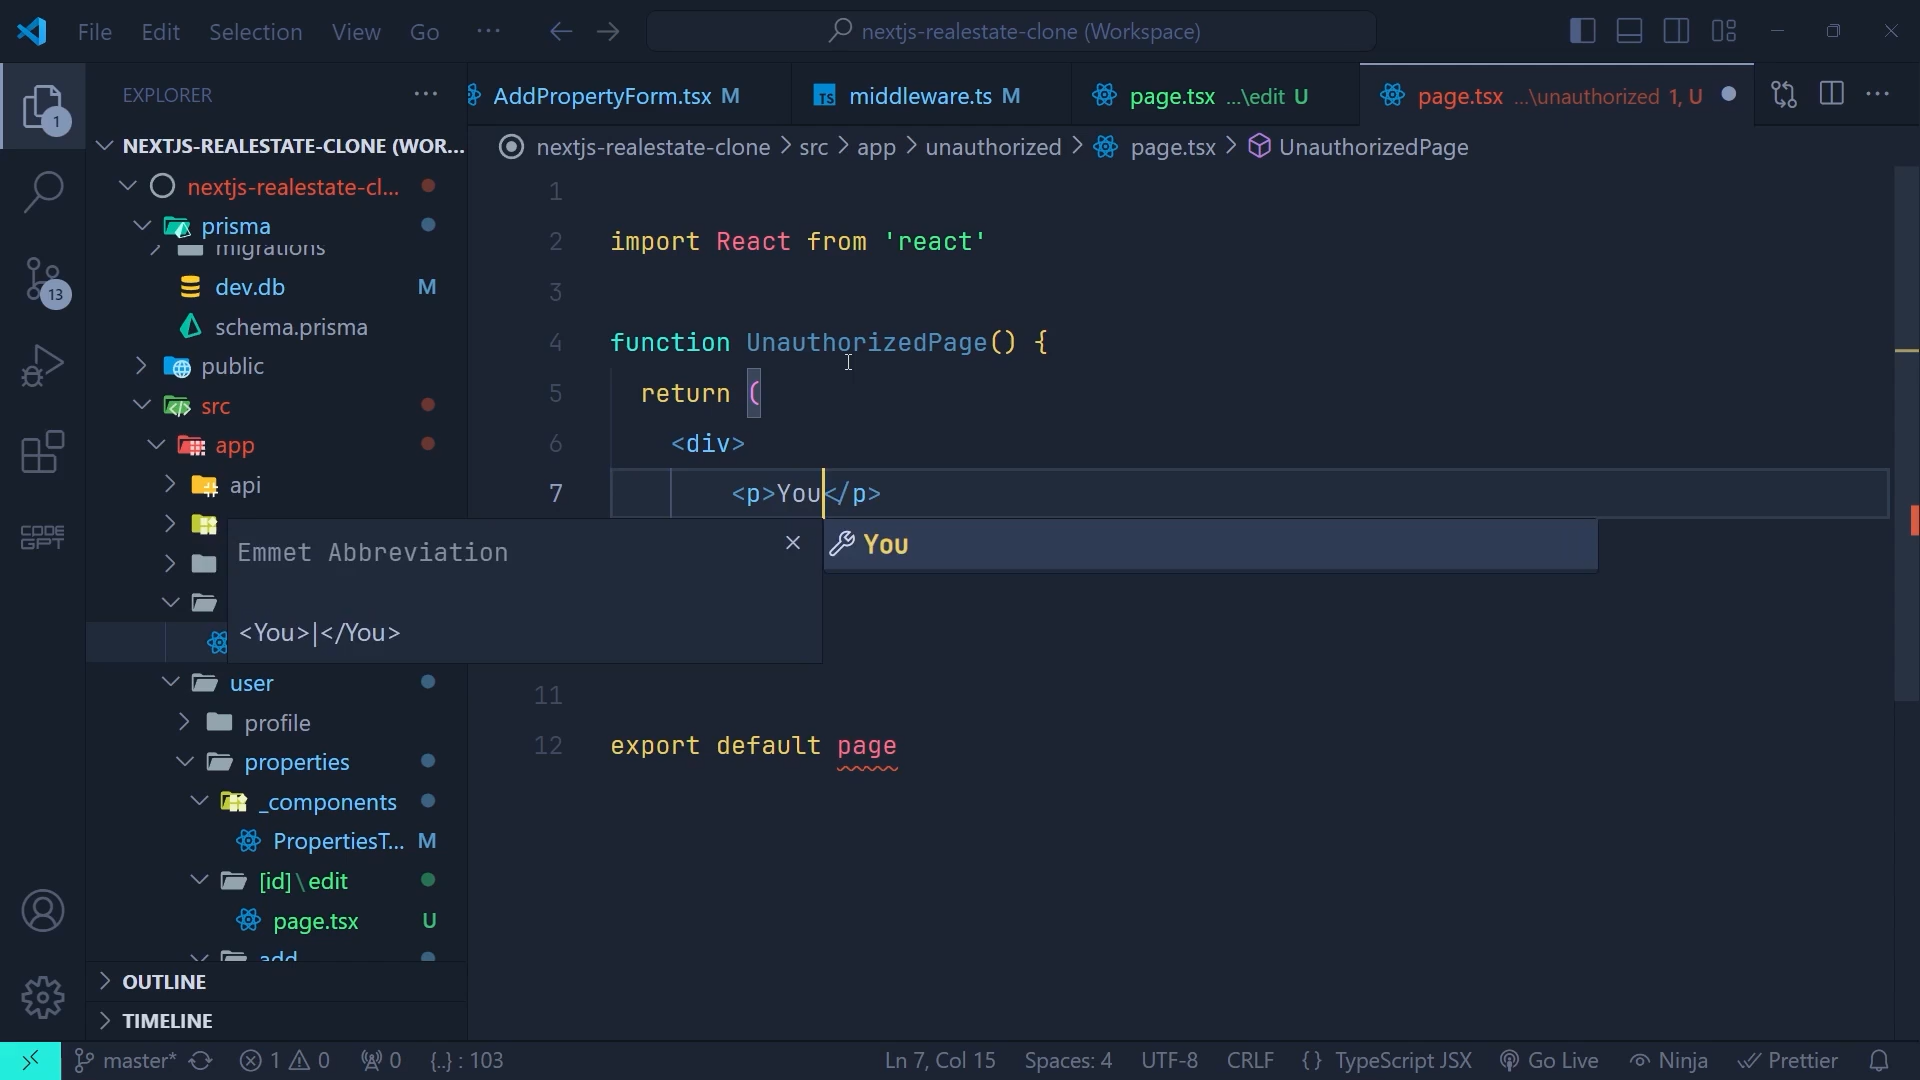 File Edit Selection View Go ... nextjs-realestate-clone (Workspace)
EXPLORER ...
AddPropertyForm.tsx M middleware.ts M page.tsx ...\edit U page.tsx ...\unauthorized 1, U
1
NEXTJS-REALESTATE-CLONE (WOR...
nextjs-realestate-clone > src > app > unauthorized > page.tsx > UnauthorizedPage
nextjs-realestate-cl...
prisma
migrations
dev.db M
schema.prisma
public
src
app
api
user
profile
properties
_components
PropertiesT... M
[id]\edit
page.tsx U
add
OUTLINE
TIMELINE
13
CODE
GPT
1
2 import React from 'react'
3
4 function UnauthorizedPage() {
5 return (
6 <div>
7 <p>You</p>
Emmet Abbreviation
<You>|</You>
You
11
12 export default page
master* 1 0 0 {..} : 103 Ln 7, Col 15 Spaces: 4 UTF-8 CRLF {} TypeScript JSX Go Live Ninja Prettier